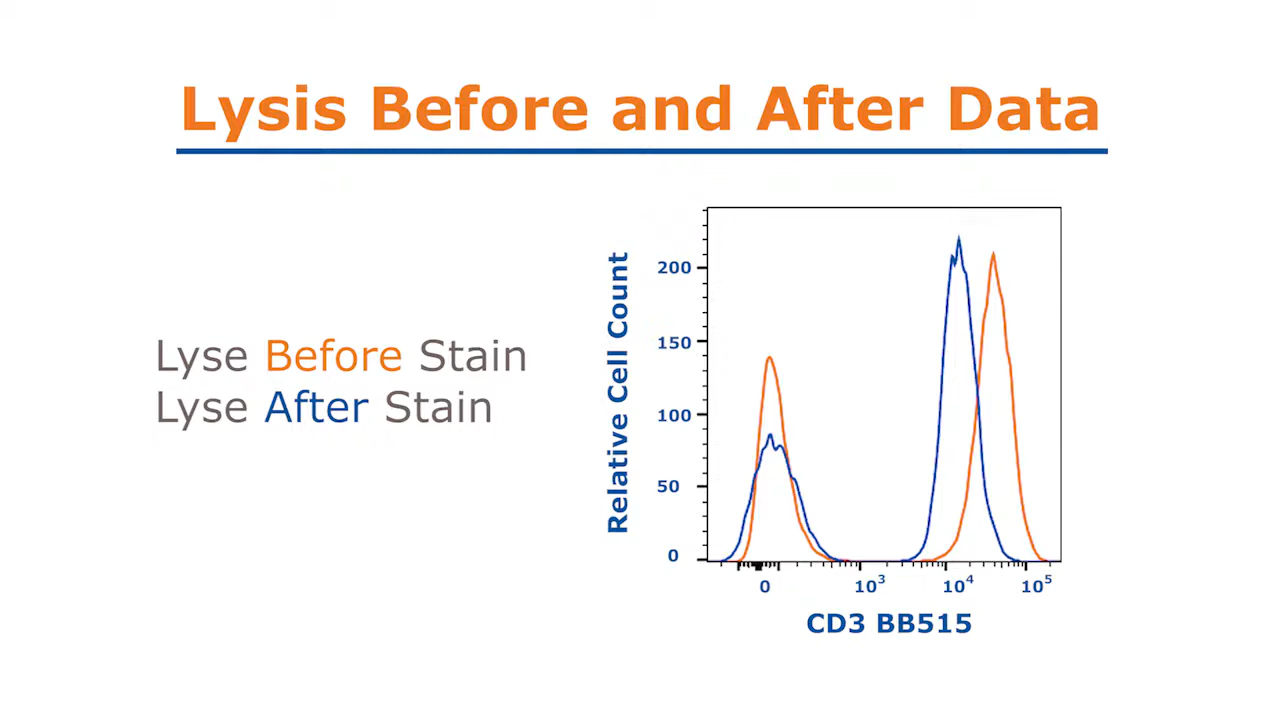 Lysis Before and After Data
Lyse Before Stain
Lyse After Stain
Relative Cell Count
200
150
100
50
0
0
10³
10⁴
10⁵
CD3 BB515